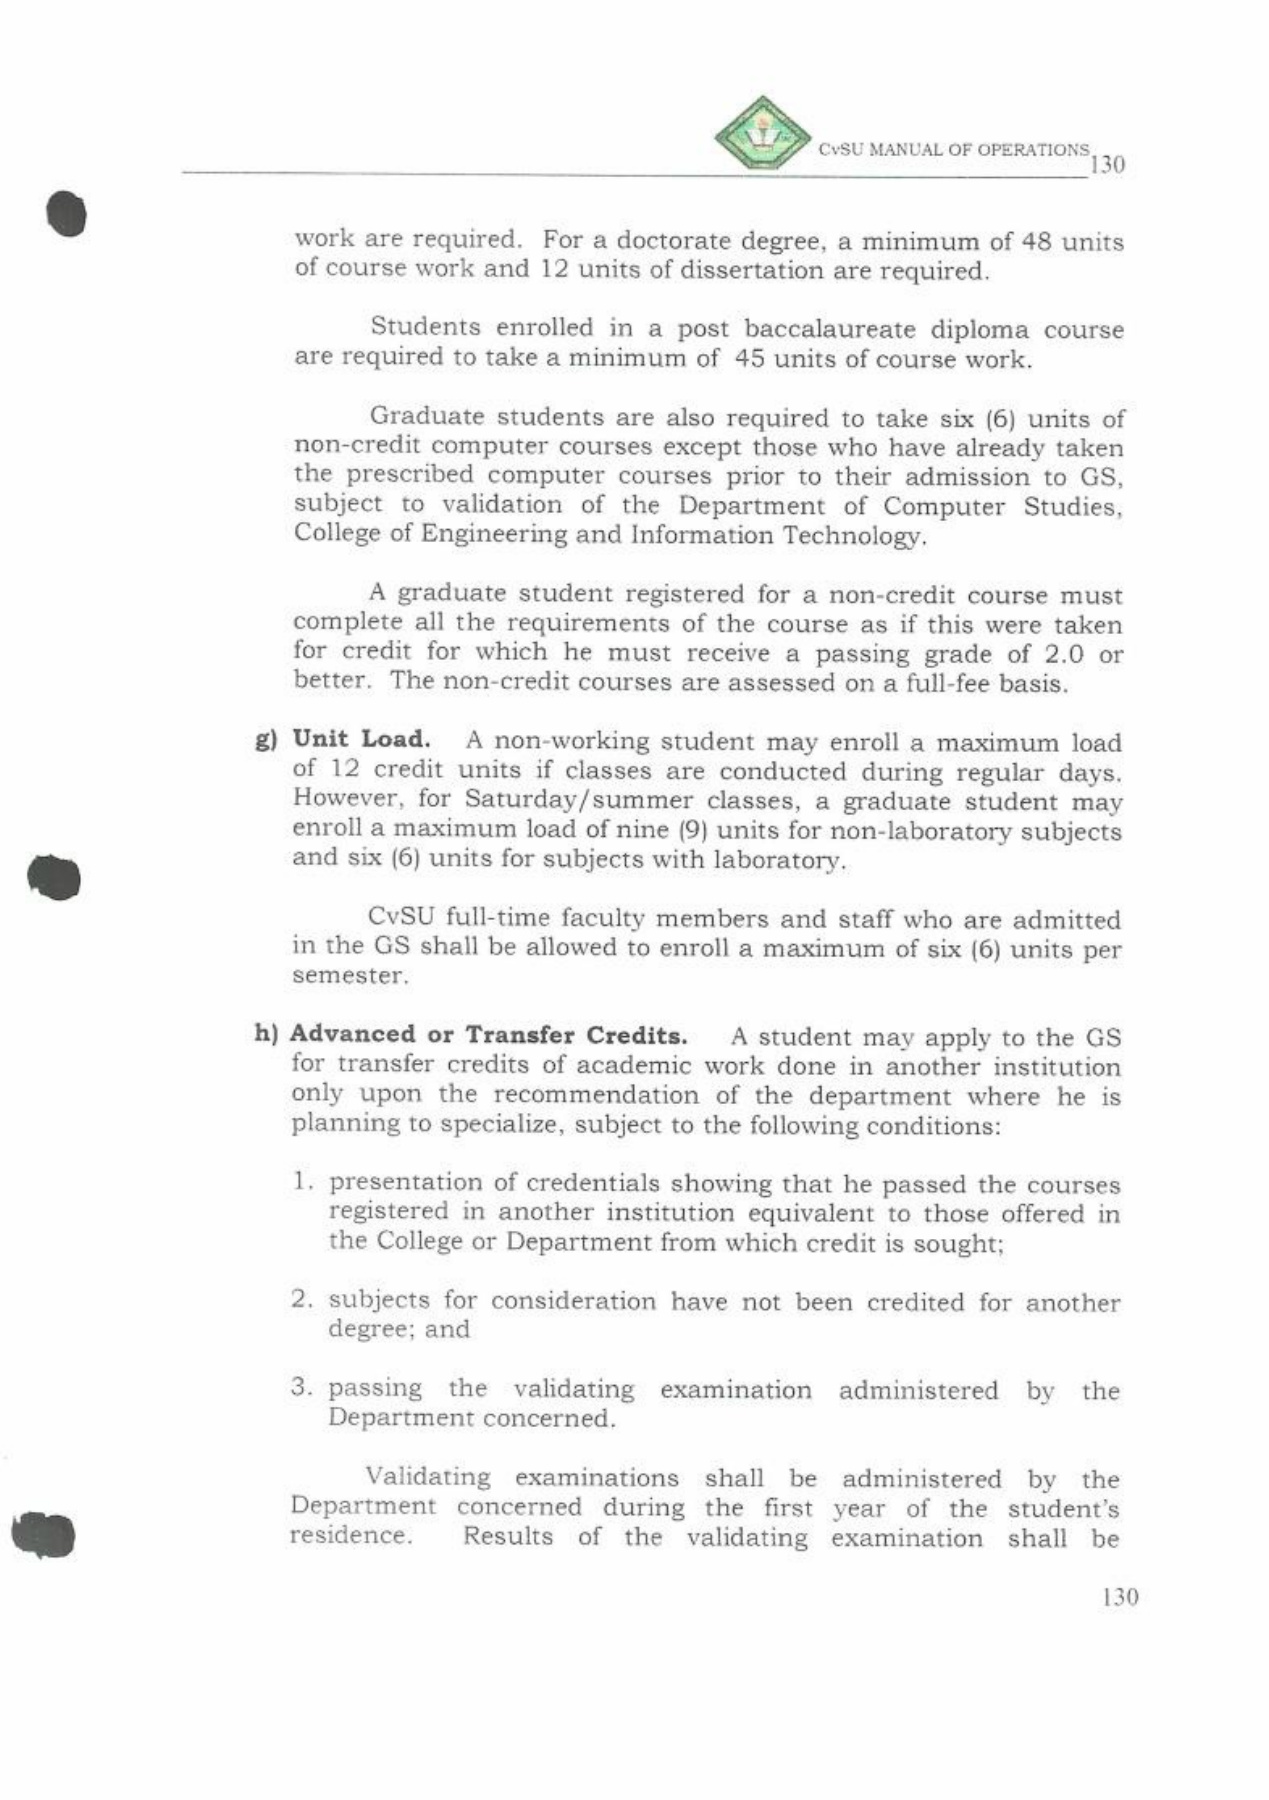 CvSU MANUAL OF OPERATIONS
130
work are required. For a doctorate degree, a minimum of 48 units
of course work and 12 units of dissertation are required.
Students enrolled in a post baccalaureate diploma course
are required to take a minimum of 45 units of course work.
Graduate students are also required to take six (6) units of
non-credit computer courses except those who have already taken
the prescribed computer courses prior to their admission to GS,
subject to validation of the Department of Computer Studies,
College of Engineering and Information Technology.
A graduate student registered for a non-credit course must
complete all the requirements of the course as if this were taken
for credit for which he must receive a passing grade of 2.0 or
better. The non-credit courses are assessed on a full-fee basis.
g) Unit Load. A non-working student may enroll a maximum load
of 12 credit units if classes are conducted during regular days.
However, for Saturday/summer classes, a graduate student may
enroll a maximum load of nine (9) units for non-laboratory subjects
and six (6) units for subjects with laboratory.
CvSU full-time faculty members and staff who are admitted
in the GS shall be allowed to enroll a maximum of six (6) units per
semester.
h) Advanced or Transfer Credits. A student may apply to the GS
for transfer credits of academic work done in another institution
only upon the recommendation of the department where he is
planning to specialize, subject to the following conditions:
1. presentation of credentials showing that he passed the courses
registered in another institution equivalent to those offered in
the College or Department from which credit is sought;
2. subjects for consideration have not been credited for another
degree; and
3. passing the validating examination administered by the
Department concerned.
Validating examinations shall be administered by the
Department concerned during the first year of the student's
residence. Results of the validating examination shall be
130